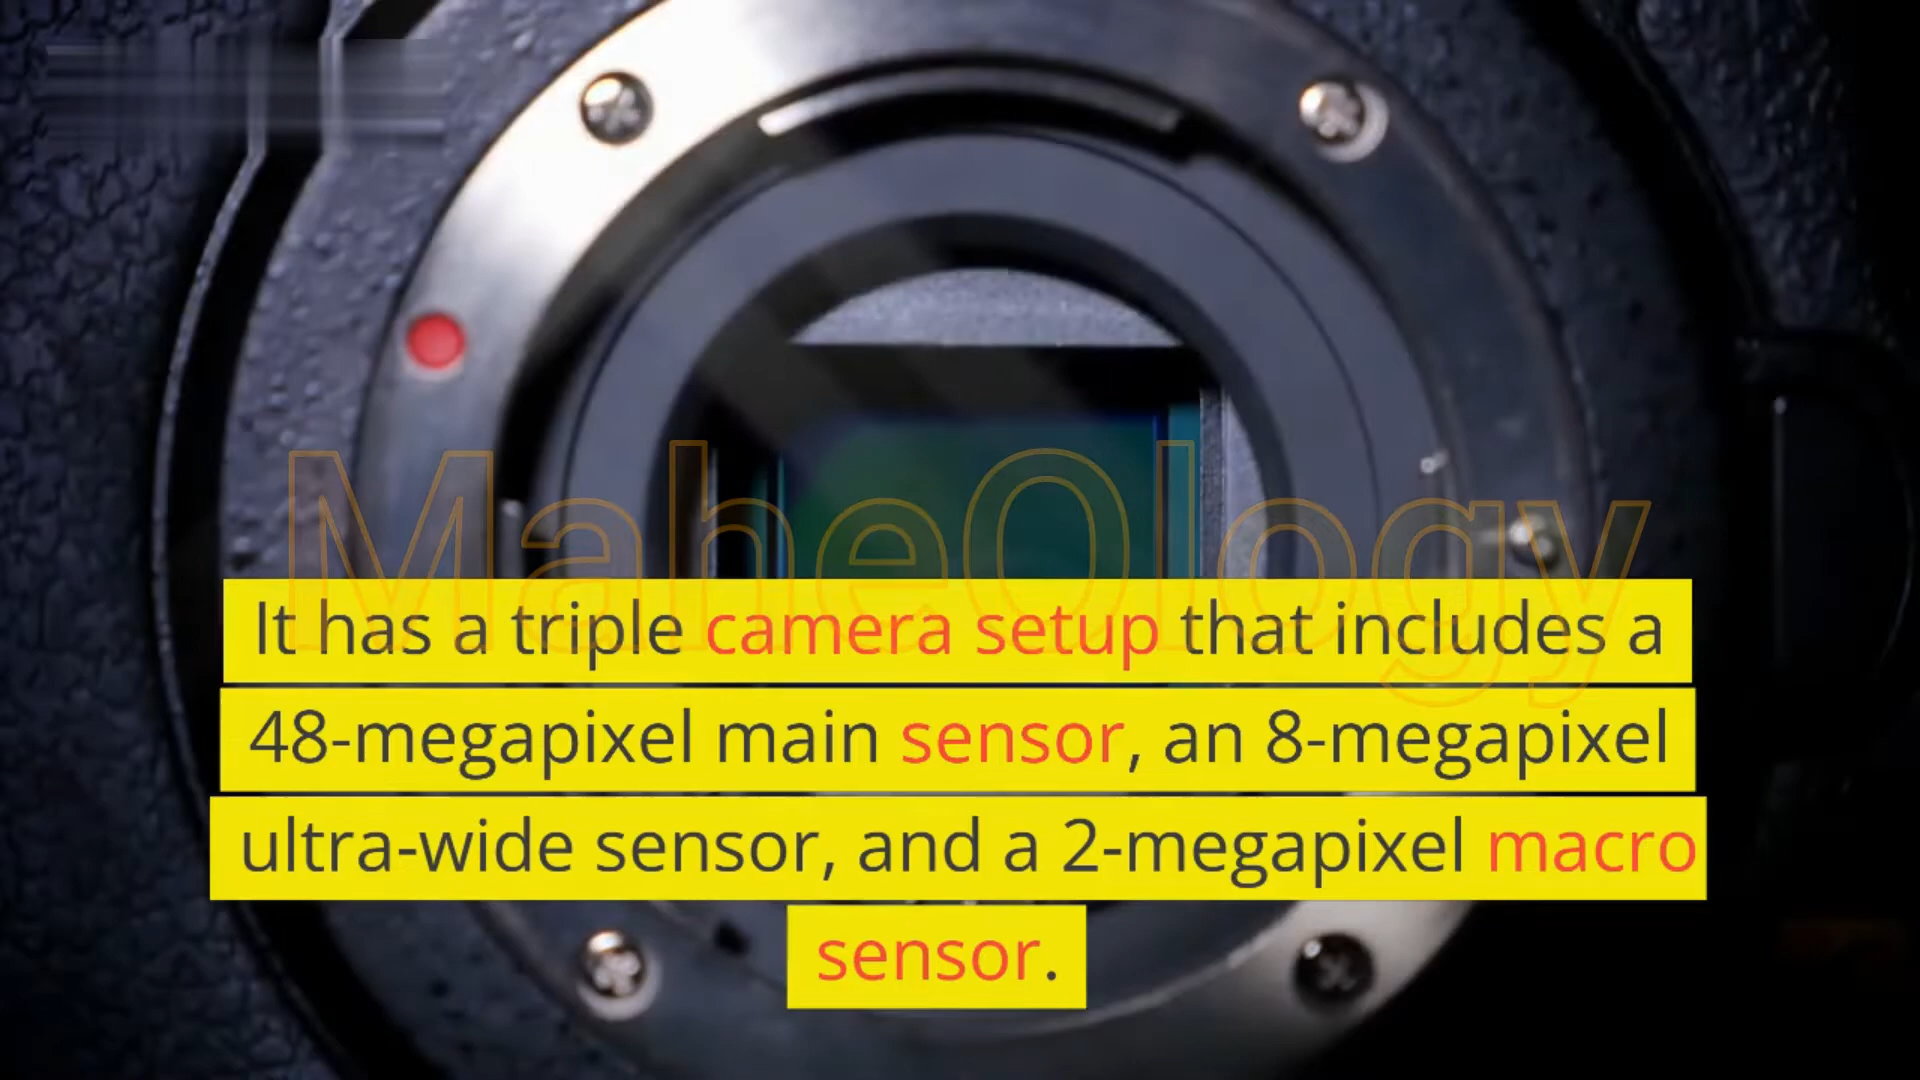 MaheOlogy
It has a triple camera setup that includes a
48-megapixel main sensor, an 8-megapixel
ultra-wide sensor, and a 2-megapixel macro
sensor.